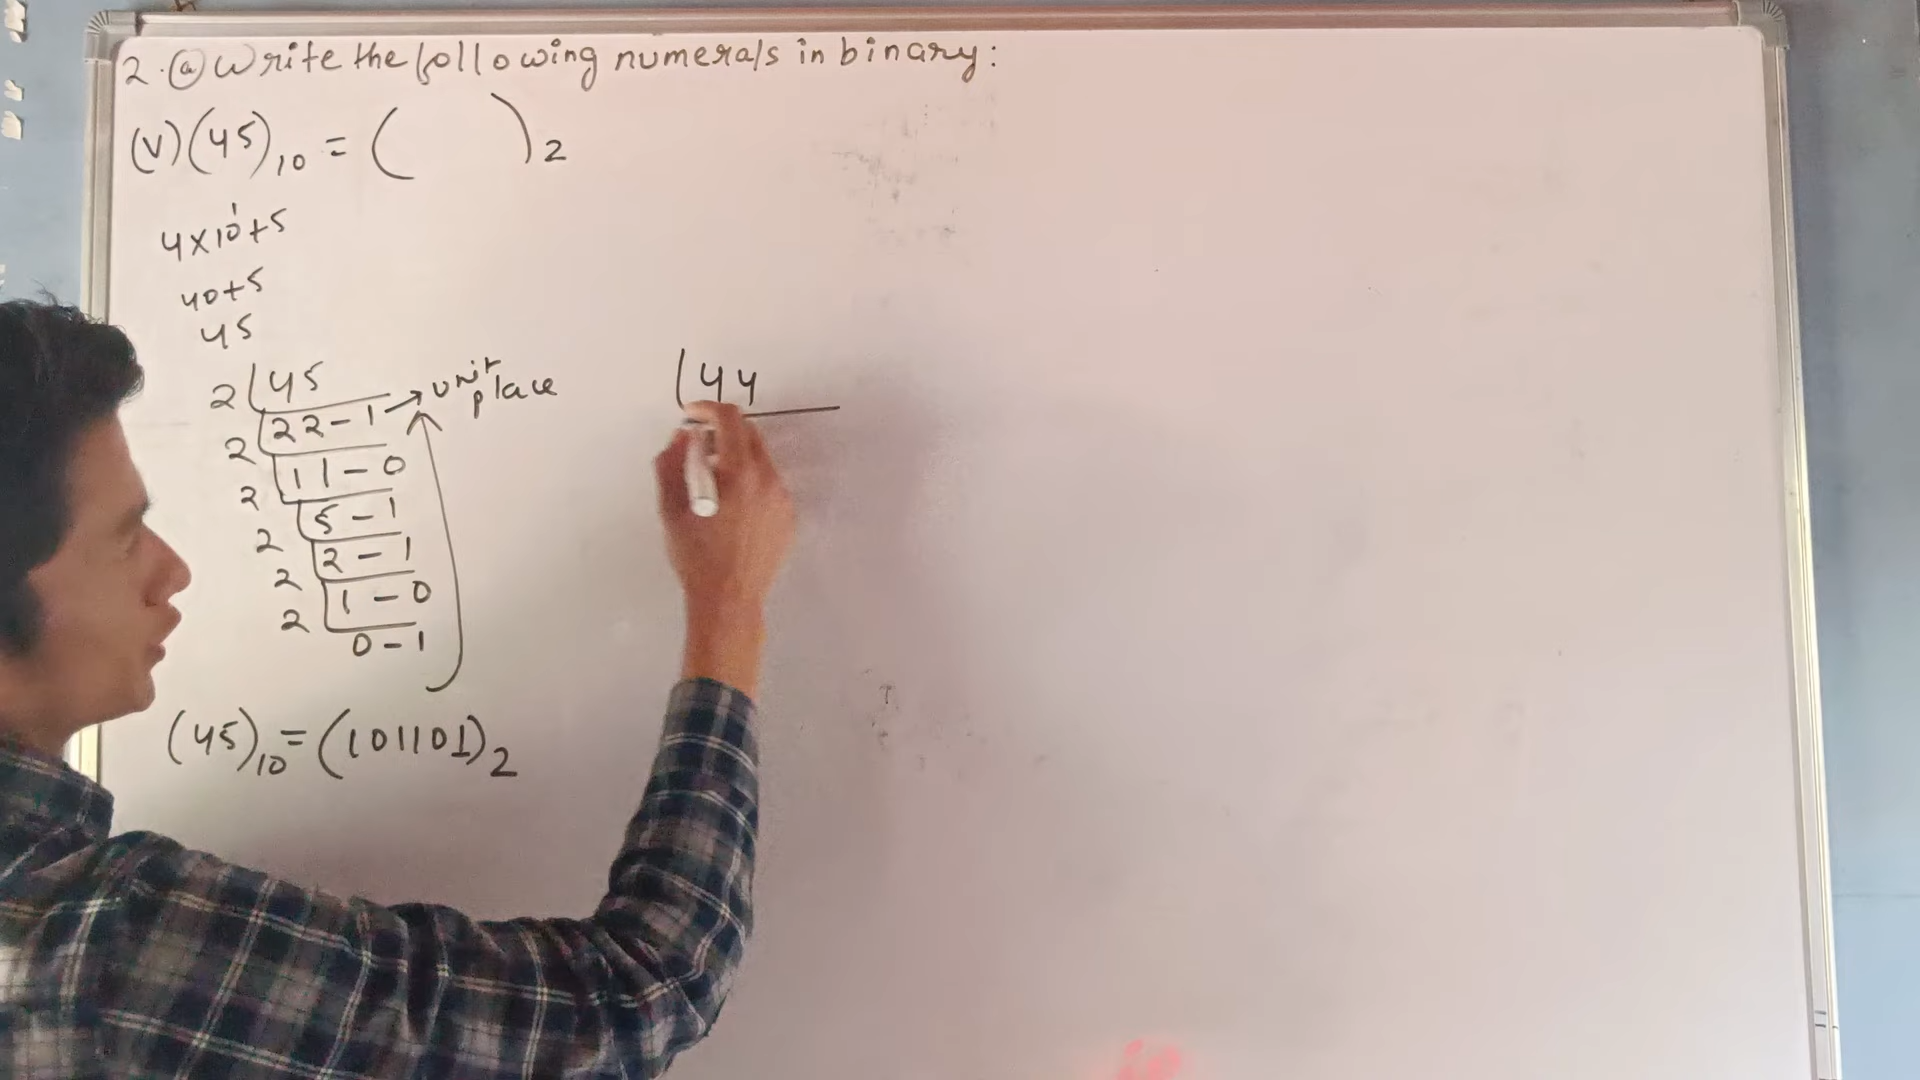 2. (a) Write the following numerals in binary:
(v) (45)₁₀ = ( )₂
4×10¹+5
40+5
45
2 | 45
2 | 22 - 1 → unit place
2 | 11 - 0
2 | 5 - 1
2 | 2 - 1
2 | 1 - 0
0 - 1
(45)₁₀ = (101101)₂
44